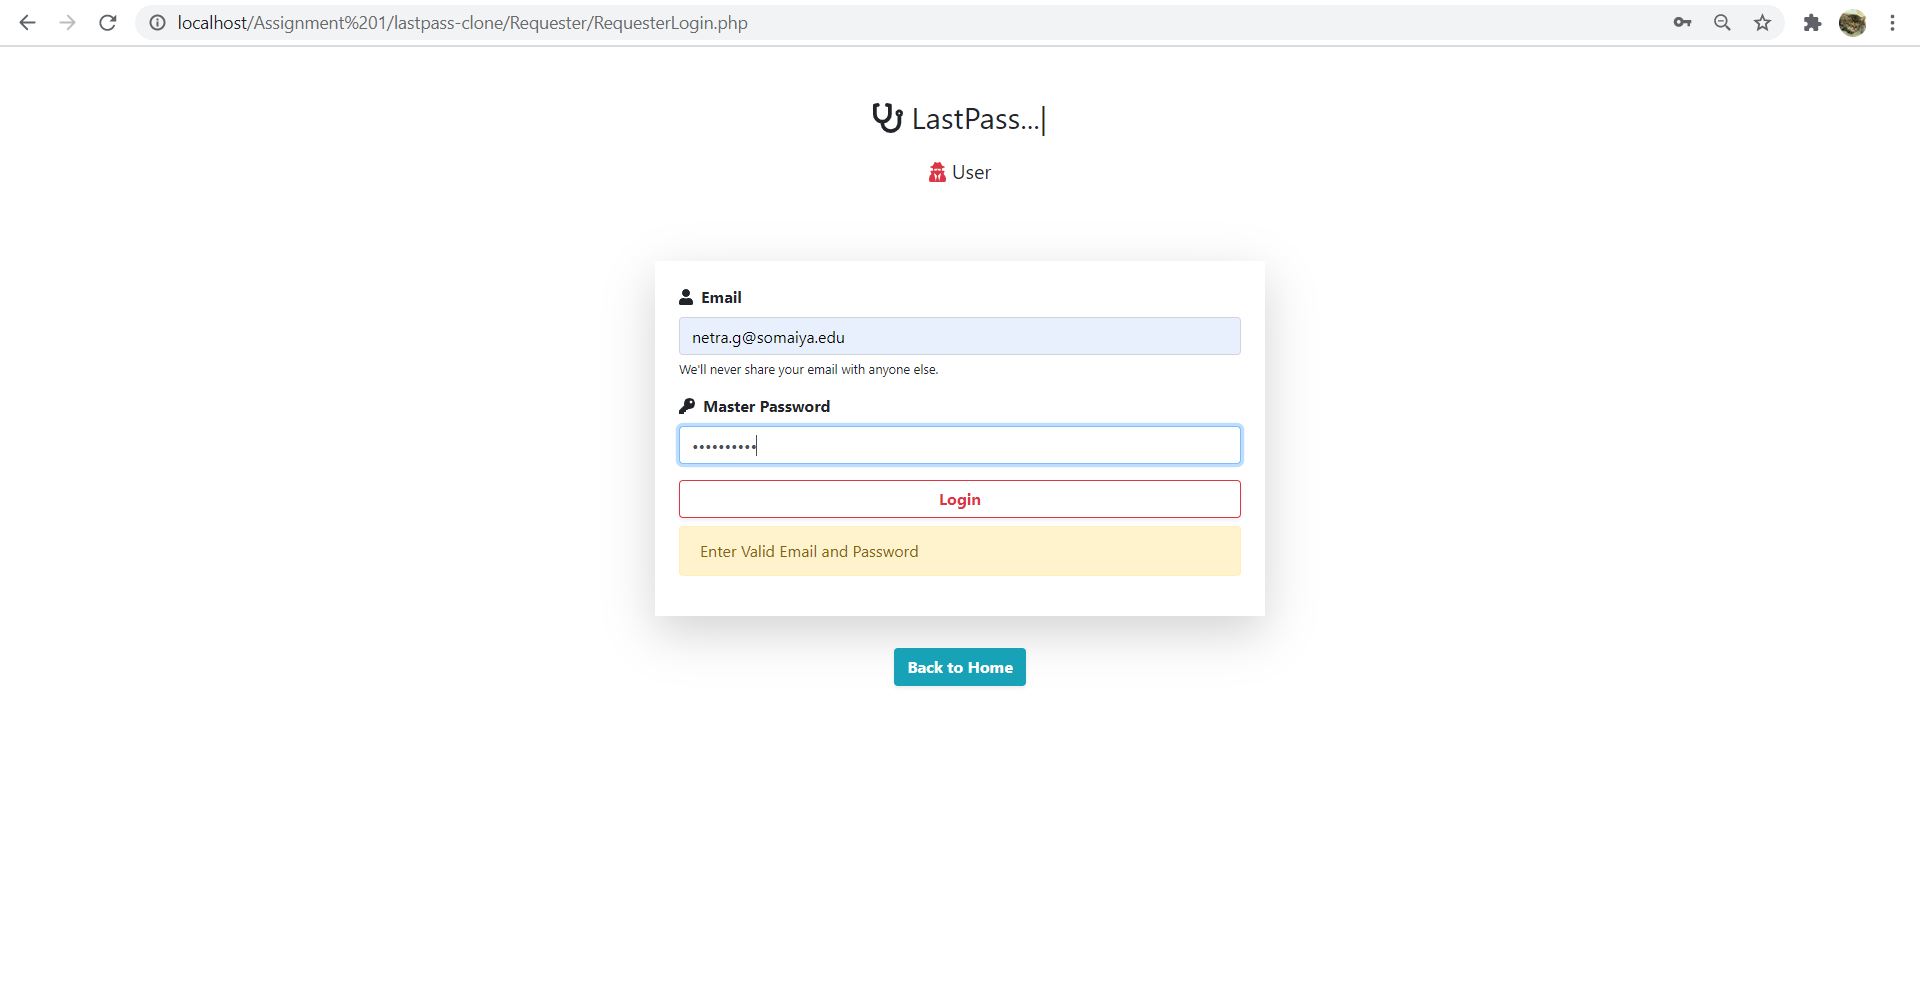 localhost/Assignment%201/lastpass-clone/Requester/RequesterLogin.php
LastPass...|
User
Email
netra.g@somaiya.edu
We'll never share your email with anyone else.
Master Password
••••••••••
Login
Enter Valid Email and Password
Back to Home